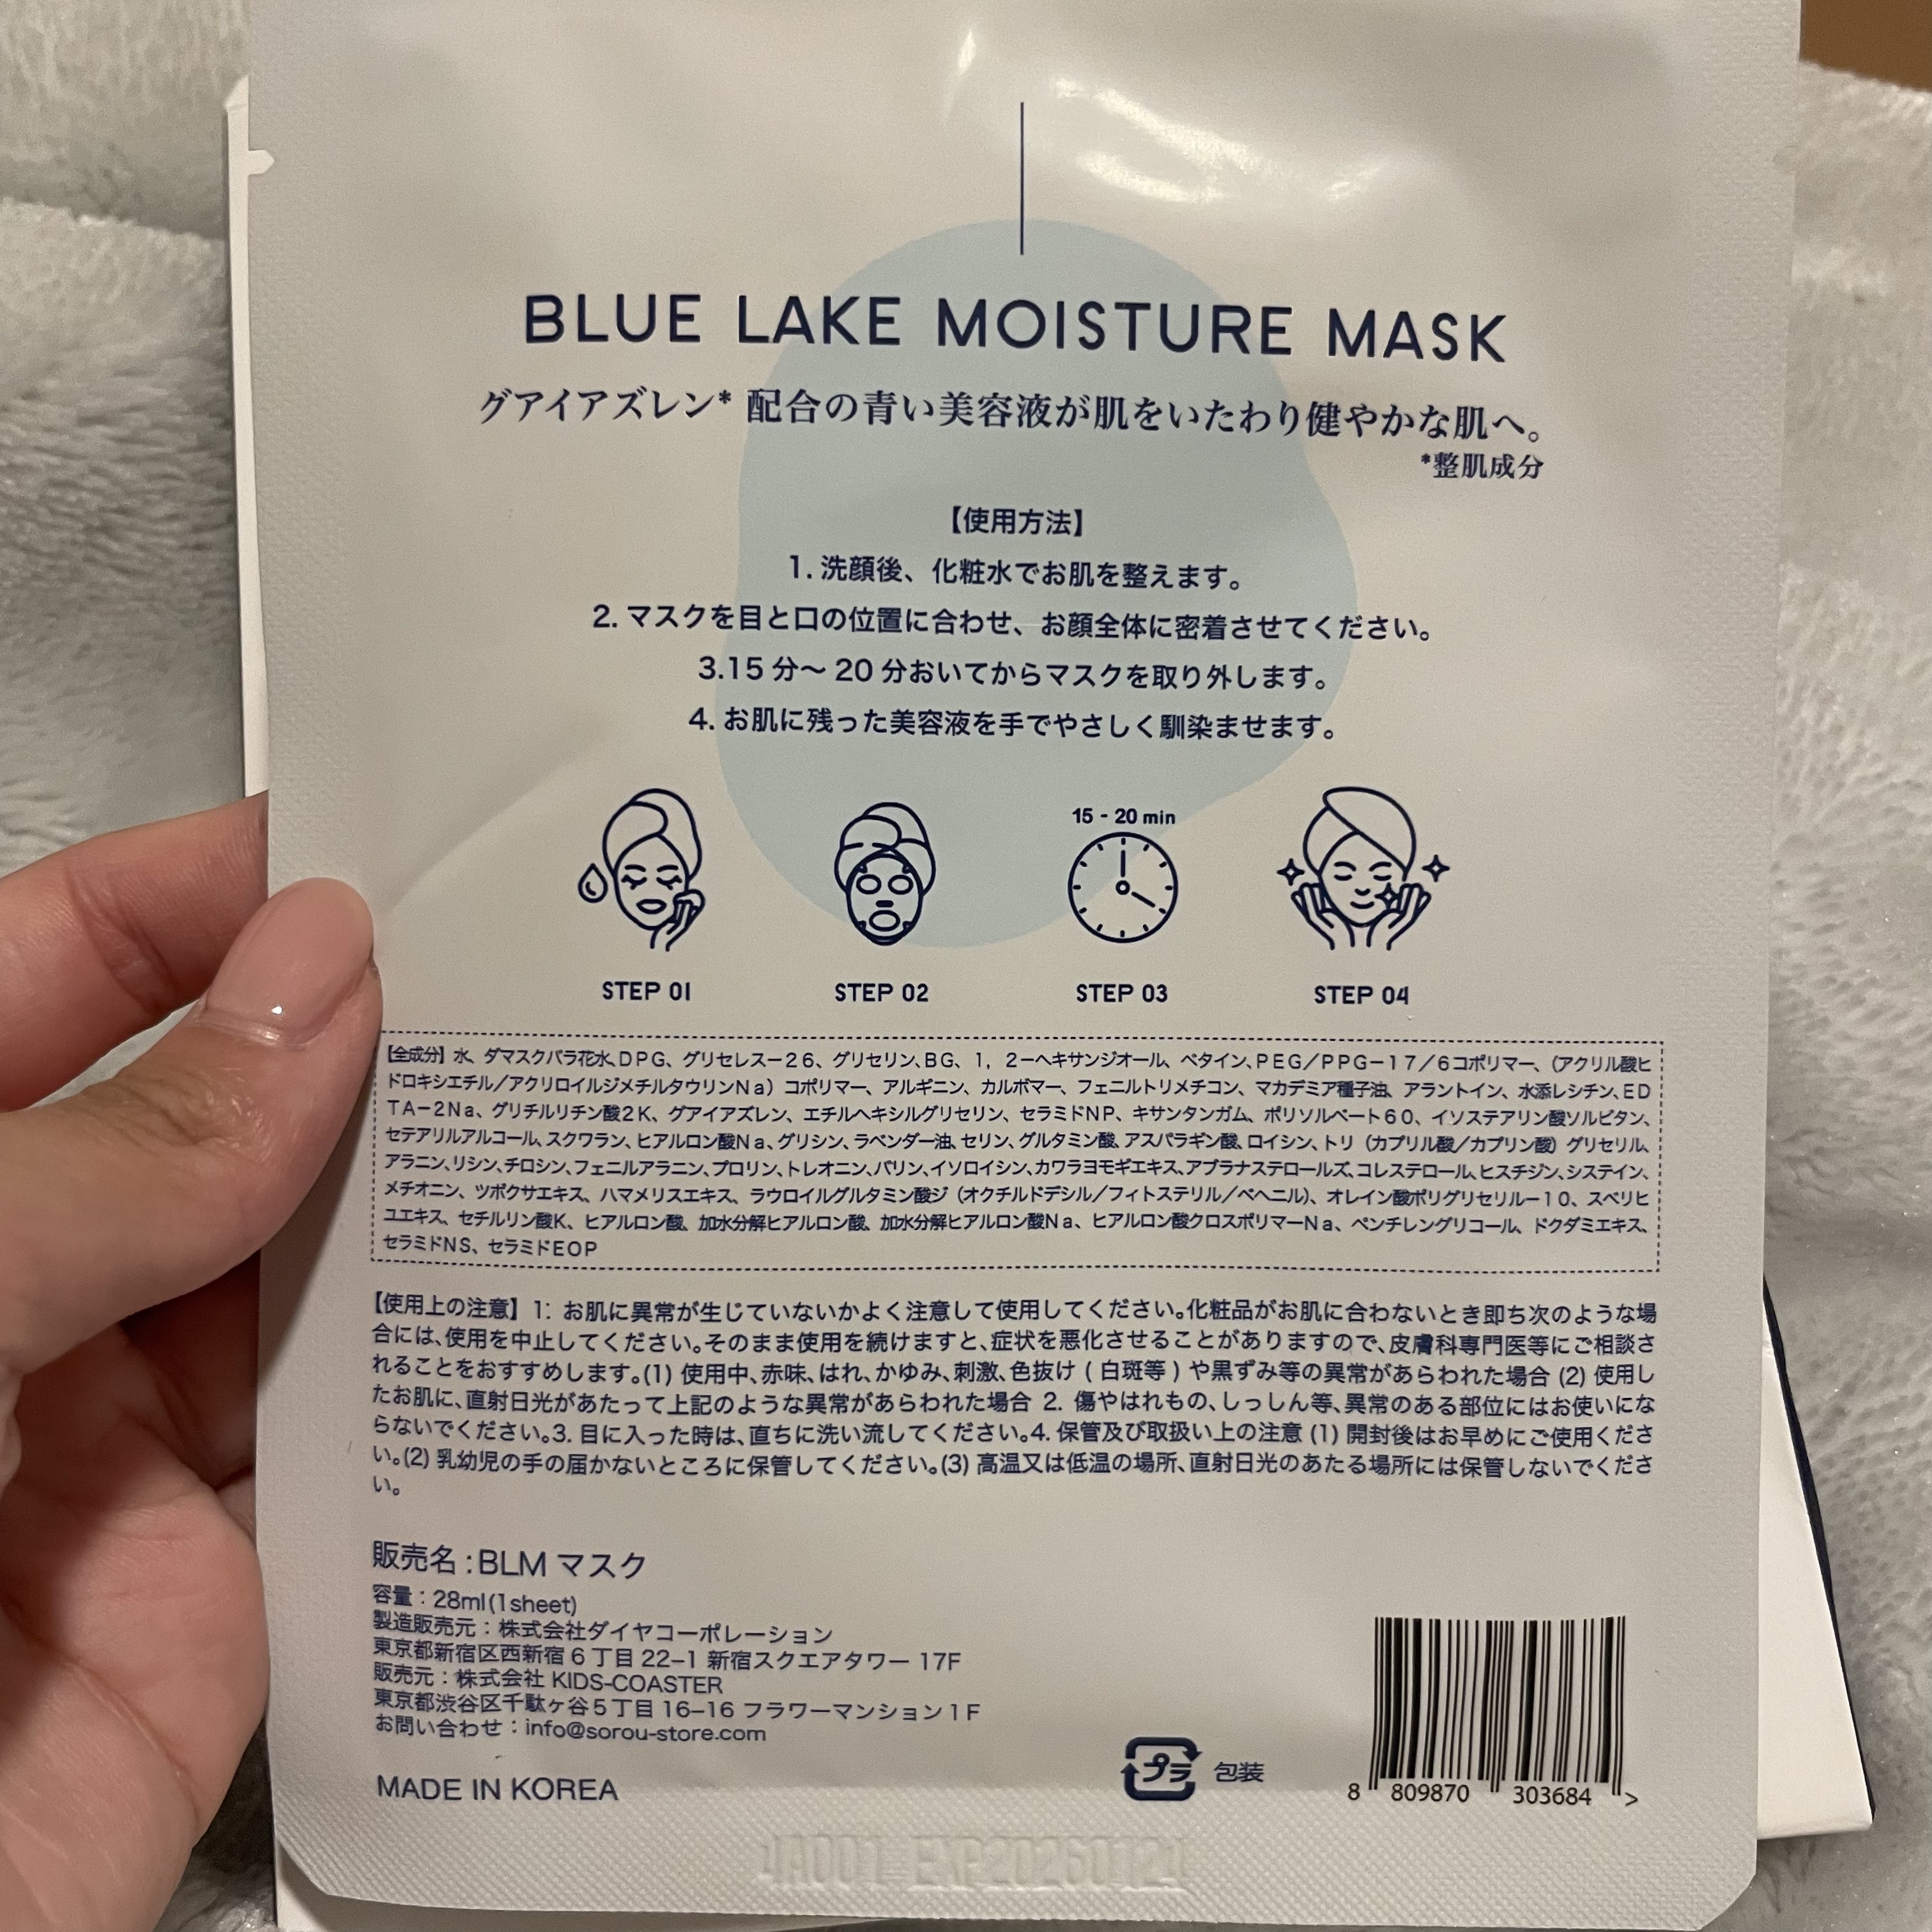 BLUE LAKE MOISTURE MASK
グアイアズレン* 配合の青い美容液が肌をいたわり健やかな肌へ。
*整肌成分
【使用方法】
1. 洗顔後、化粧水でお肌を整えます。
2. マスクを目と口の位置に合わせ、お顔全体に密着させてください。
3.15 分〜 20 分おいてからマスクを取り外します。
4. お肌に残った美容液を手でやさしく馴染ませます。
15 - 20 min
STEP 01 STEP 02 STEP 03 STEP 04
【全成分】水、ダマスクバラ花水、DPG、グリセレス－26、グリセリン、BG、1，2－ヘキサンジオール、ベタイン、PEG／PPG－17／6コポリマー、（アクリル酸ヒ
ドロキシエチル／アクリロイルジメチルタウリンNa）コポリマー、アルギニン、カルボマー、フェニルトリメチコン、マカデミア種子油、アラントイン、水添レシチン、ED
TA－2Na、グリチルリチン酸2K、グアイアズレン、エチルヘキシルグリセリン、セラミドNP、キサンタンガム、ポリソルベート60、イソステアリン酸ソルビタン、
セテアリルアルコール、スクワラン、ヒアルロン酸Na、グリシン、ラベンダー油、セリン、グルタミン酸、アスパラギン酸、ロイシン、トリ（カプリル酸／カプリン酸）グリセリル、
アラニン、リシン、チロシン、フェニルアラニン、プロリン、トレオニン、バリン、イソロイシン、カワラヨモギエキス、アブラナステロールズ、コレステロール、ヒスチジン、システイン、
メチオニン、ツボクサエキス、ハマメリスエキス、ラウロイルグルタミン酸ジ（オクチルドデシル／フィトステリル／ベヘニル）、オレイン酸ポリグリセリル－10、スベリヒ
ユエキス、セチルリン酸K、ヒアルロン酸、加水分解ヒアルロン酸、加水分解ヒアルロン酸Na、ヒアルロン酸クロスポリマーNa、ペンチレングリコール、ドクダミエキス、
セラミドNS、セラミドEOP
【使用上の注意】1: お肌に異常が生じていないかよく注意して使用してください。化粧品がお肌に合わないとき即ち次のような場
合には、使用を中止してください。そのまま使用を続けますと、症状を悪化させることがありますので、皮膚科専門医等にご相談さ
れることをおすすめします。(1) 使用中、赤味、はれ、かゆみ、刺激、色抜け ( 白斑等 ) や黒ずみ等の異常があらわれた場合 (2) 使用し
たお肌に、直射日光があたって上記のような異常があらわれた場合 2. 傷やはれもの、しっしん等、異常のある部位にはお使いにな
らないでください。3. 目に入った時は、直ちに洗い流してください。4. 保管及び取扱い上の注意 (1) 開封後はお早めにご使用くださ
い。(2) 乳幼児の手の届かないところに保管してください。(3) 高温又は低温の場所、直射日光のあたる場所には保管しないでくださ
い。
販売名 : BLM マスク
容量：28ml(1sheet)
製造販売元：株式会社ダイヤコーポレーション
東京都新宿区西新宿 6 丁目 22–1 新宿スクエアタワー 17F
販売元：株式会社 KIDS-COASTER
東京都渋谷区千駄ヶ谷5丁目 16–16 フラワーマンション1F
お問い合わせ：info@sorou-store.com
MADE IN KOREA
プラ 包装
8 809870 303684 >
4A001 EXP20260121